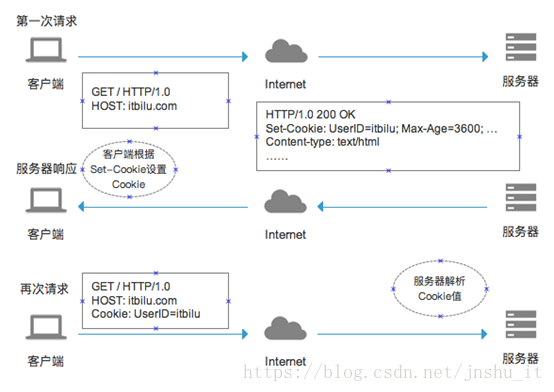 第一次请求
客户端
Internet
服务器
GET / HTTP/1.0
HOST: itbilu.com
HTTP/1.0 200 OK
Set-Cookie: UserID=itbilu; Max-Age=3600; …
Content-type: text/html
……
服务器响应
客户端根据
Set-Cookie设置
Cookie
客户端
Internet
服务器
再次请求
GET / HTTP/1.0
HOST: itbilu.com
Cookie: UserID=itbilu
服务器解析
Cookie值
客户端
Internet
服务器
https://blog.csdn.net/jnshu_it